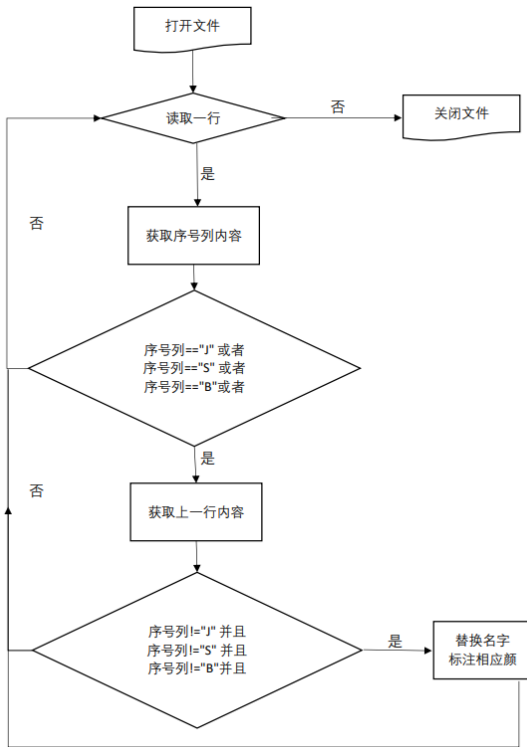 打开文件
读取一行
否
关闭文件
是
否
获取序号列内容
序号列=="J" 或者
序号列=="S" 或者
序号列=="B"或者
是
否
获取上一行内容
序号列!="J" 并且
序号列!="S" 并且
序号列!="B"并且
是
替换名字
标注相应颜